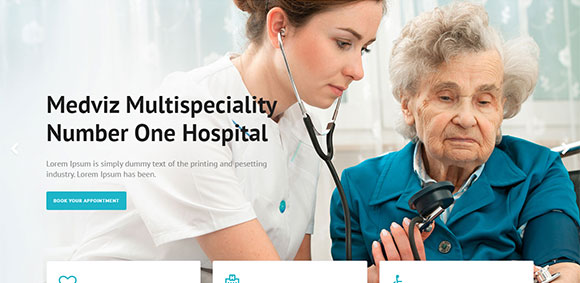 Medviz Multispeciality
Number One Hospital
Lorem Ipsum is simply dummy text of the printing and pesetting
industry. Lorem Ipsum has been.
BOOK YOUR APPOINTMENT